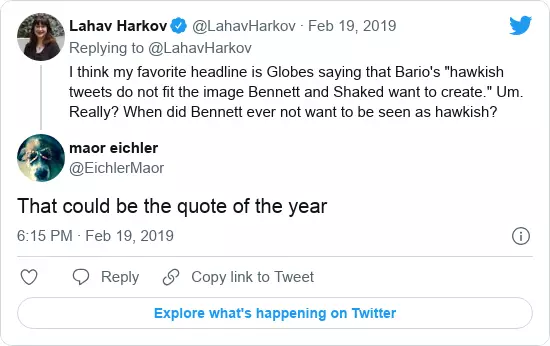 Lahav Harkov @LahavHarkov · Feb 19, 2019
Replying to @LahavHarkov
I think my favorite headline is Globes saying that Bario's "hawkish
tweets do not fit the image Bennett and Shaked want to create." Um.
Really? When did Bennett ever not want to be seen as hawkish?
maor eichler
@EichlerMaor
That could be the quote of the year
6:15 PM · Feb 19, 2019
Reply Copy link to Tweet
Explore what's happening on Twitter